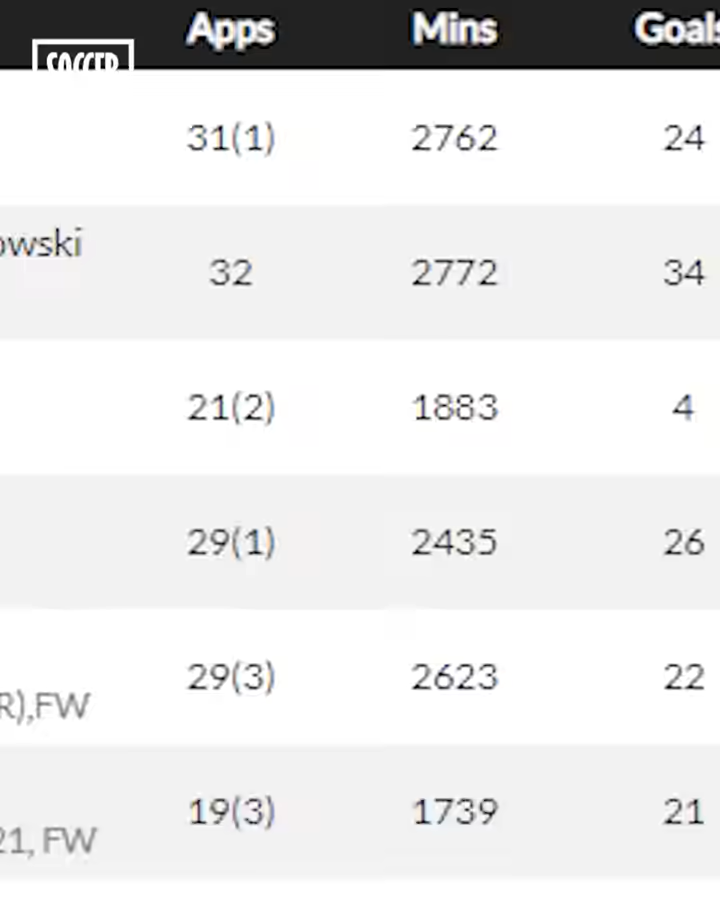 Apps Mins Goals
SOCCER
31(1) 2762 24
owski
32 2772 34
21(2) 1883 4
29(1) 2435 26
29(3) 2623 22
R),FW
19(3) 1739 21
21, FW